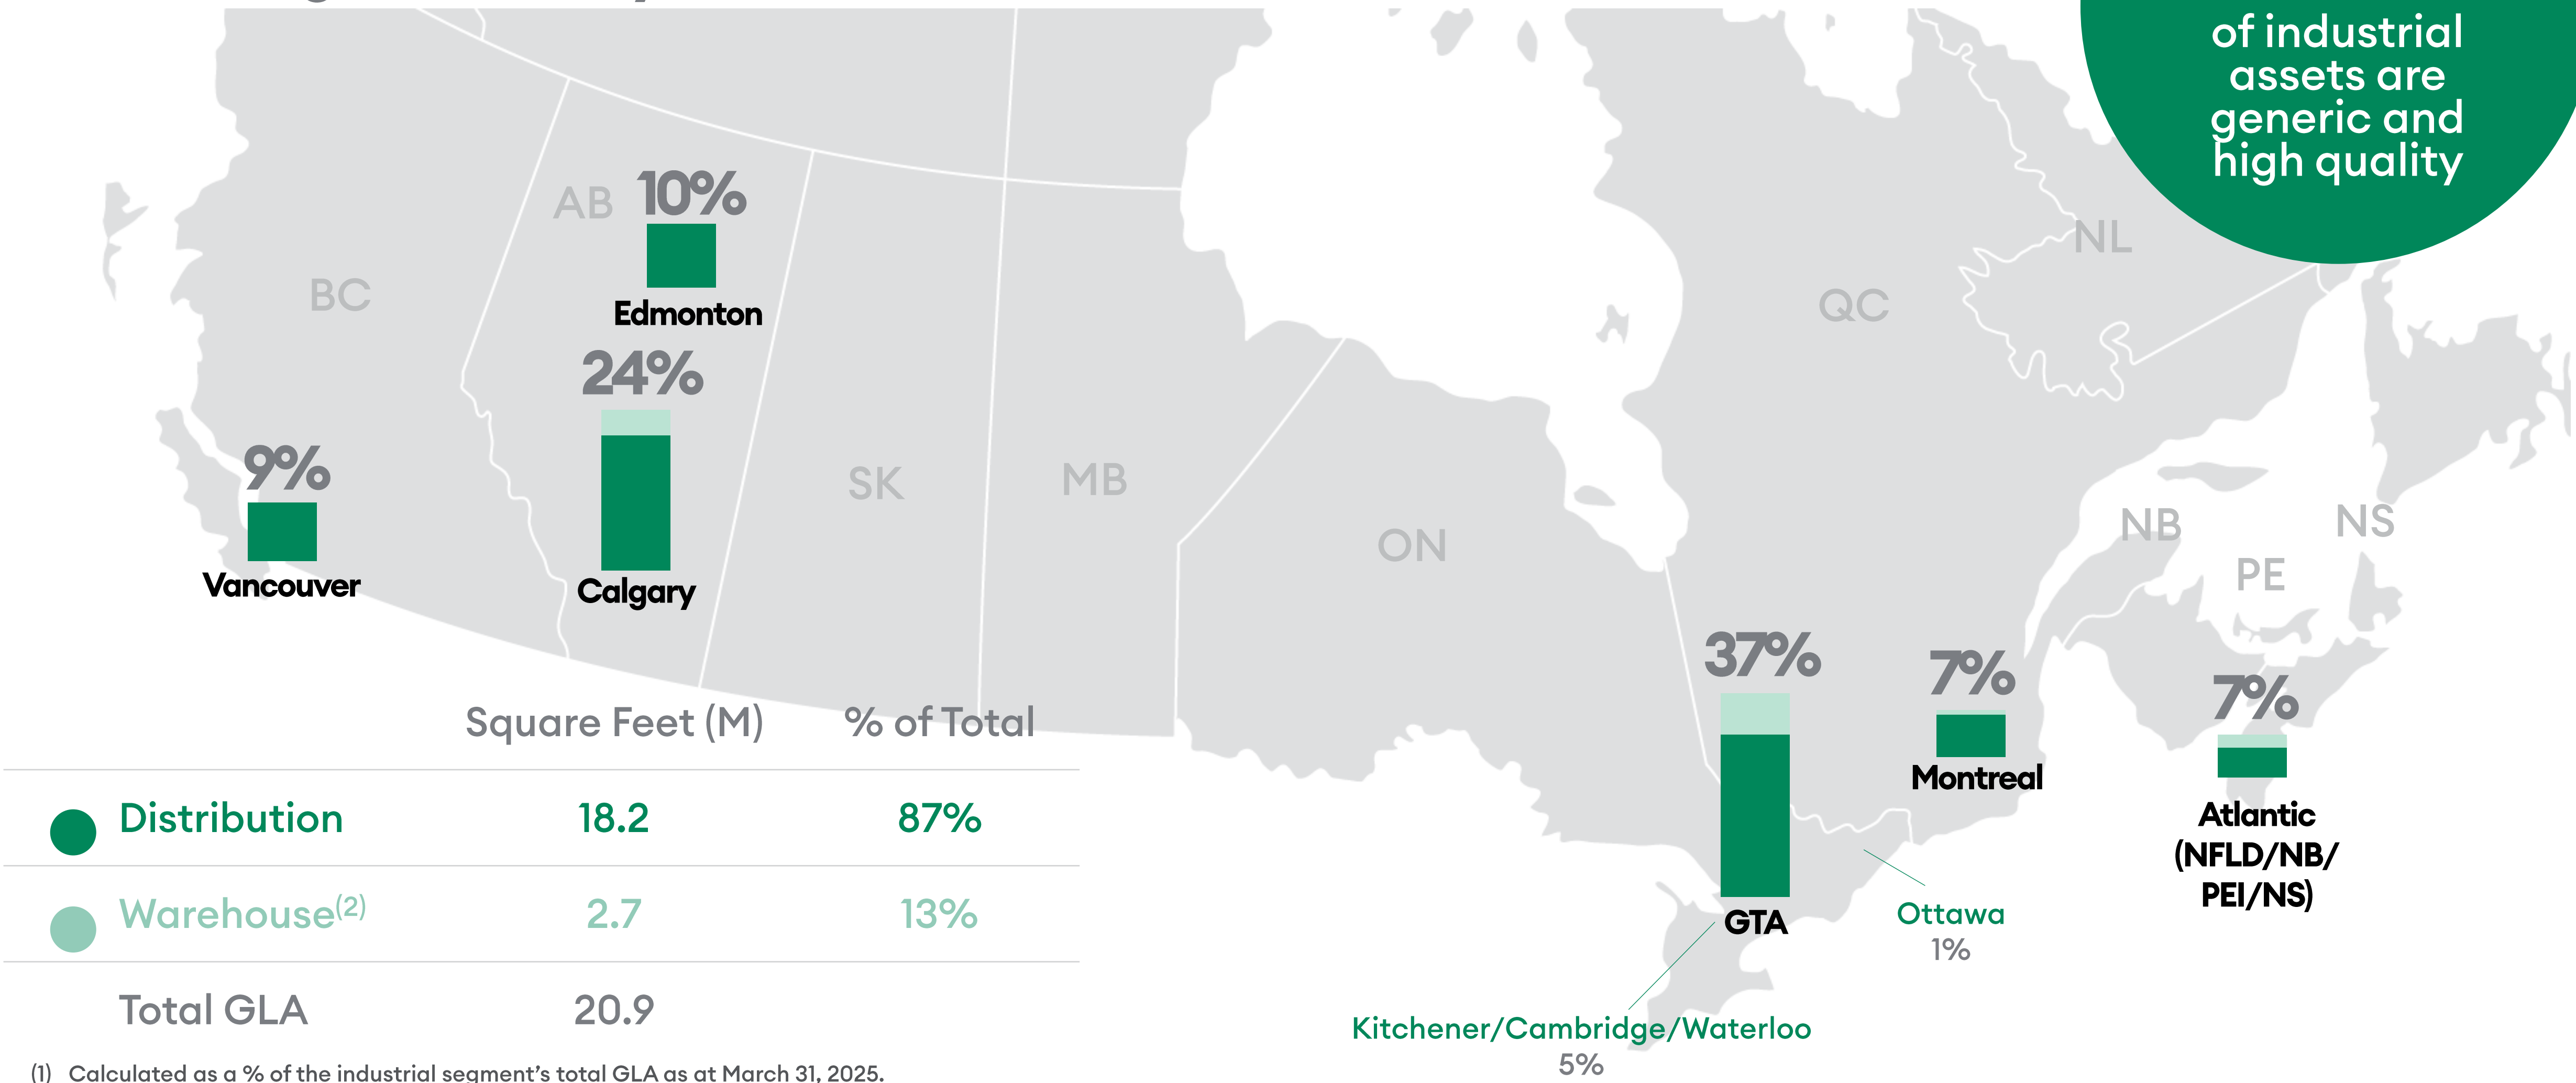 of industrial
assets are
generic and
high quality
AB
10%
Edmonton
BC
24%
Calgary
9%
Vancouver
SK
MB
ON
QC
NL
NB
NS
PE
37%
GTA
7%
Montreal
7%
Atlantic
(NFLD/NB/
PEI/NS)
Ottawa
1%
Kitchener/Cambridge/Waterloo
5%
Square Feet (M) % of Total
Distribution 18.2 87%
Warehouse(2) 2.7 13%
Total GLA 20.9
(1) Calculated as a % of the industrial segment's total GLA as at March 31, 2025.